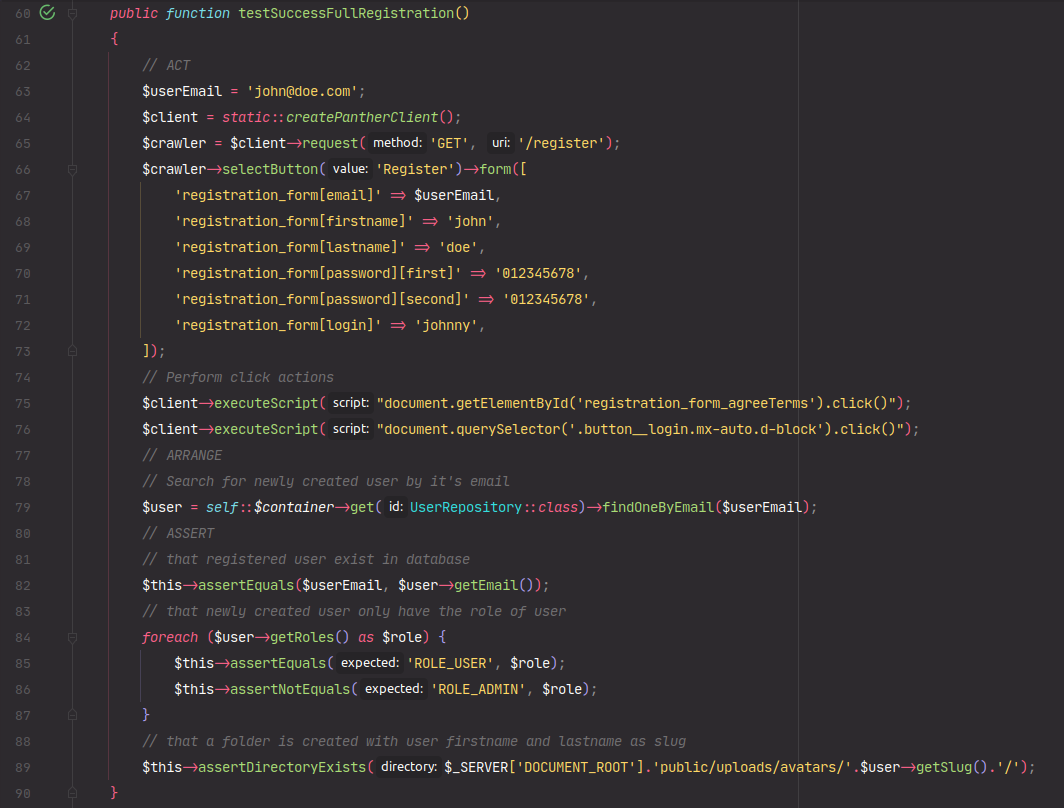 60 public function testSuccessFullRegistration()
61 {
62 // ACT
63 $userEmail = 'john@doe.com';
64 $client = static::createPantherClient();
65 $crawler = $client->request( method: 'GET', uri: '/register');
66 $crawler->selectButton( value: 'Register')->form([
67 'registration_form[email]' => $userEmail,
68 'registration_form[firstname]' => 'john',
69 'registration_form[lastname]' => 'doe',
70 'registration_form[password][first]' => '012345678',
71 'registration_form[password][second]' => '012345678',
72 'registration_form[login]' => 'johnny',
73 ]);
74 // Perform click actions
75 $client->executeScript( script: "document.getElementById('registration_form_agreeTerms').click()");
76 $client->executeScript( script: "document.querySelector('.button__login.mx-auto.d-block').click()");
77 // ARRANGE
78 // Search for newly created user by it's email
79 $user = self::$container->get( id: UserRepository::class)->findOneByEmail($userEmail);
80 // ASSERT
81 // that registered user exist in database
82 $this->assertEquals($userEmail, $user->getEmail());
83 // that newly created user only have the role of user
84 foreach ($user->getRoles() as $role) {
85 $this->assertEquals( expected: 'ROLE_USER', $role);
86 $this->assertNotEquals( expected: 'ROLE_ADMIN', $role);
87 }
88 // that a folder is created with user firstname and lastname as slug
89 $this->assertDirectoryExists( directory: $_SERVER['DOCUMENT_ROOT'].'public/uploads/avatars/'.$user->getSlug().'/');
90 }